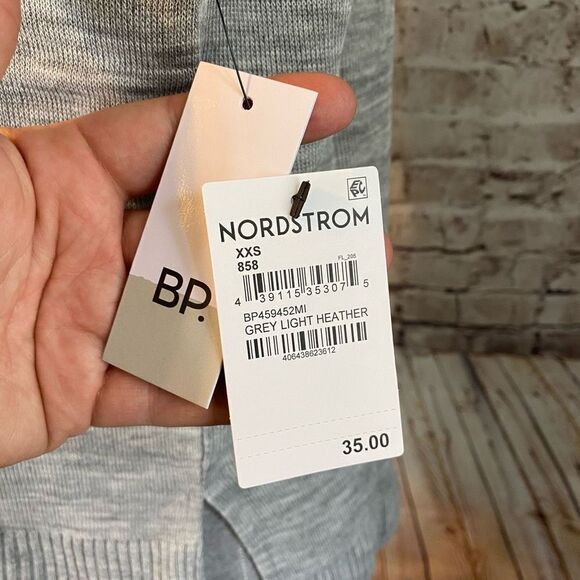 BP.
NORDSTROM
XXS
858
FL_205
4 39115 35307 5
BP459452MI
GREY LIGHT HEATHER
406438623612
35.00